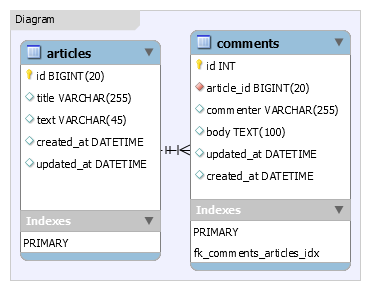 Diagram
articles
id BIGINT(20)
title VARCHAR(255)
text VARCHAR(45)
created_at DATETIME
updated_at DATETIME
Indexes
PRIMARY
comments
id INT
article_id BIGINT(20)
commenter VARCHAR(255)
body TEXT(100)
updated_at DATETIME
created_at DATETIME
Indexes
PRIMARY
fk_comments_articles_idx